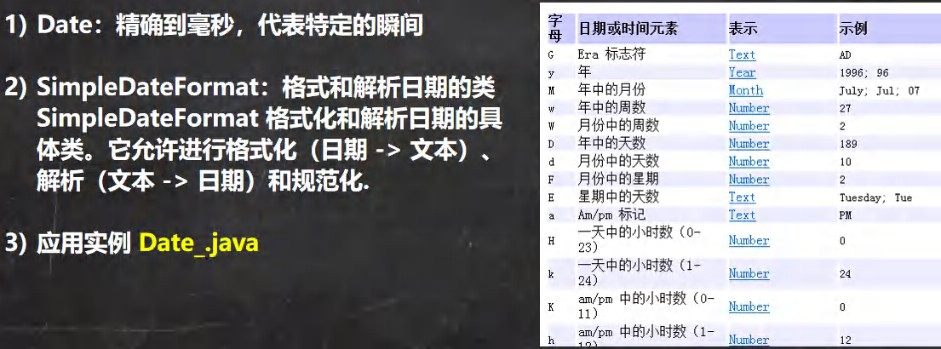 1) Date：精确到毫秒，代表特定的瞬间
2) SimpleDateFormat：格式和解析日期的类
SimpleDateFormat 格式化和解析日期的具
体类。它允许进行格式化（日期 -> 文本）、
解析（文本 -> 日期）和规范化.
3) 应用实例 Date_.java
字母 日期或时间元素 表示 示例
G Era 标志符 Text AD
y 年 Year 1996; 96
M 年中的月份 Month July; Jul; 07
w 年中的周数 Number 27
W 月份中的周数 Number 2
D 年中的天数 Number 189
d 月份中的天数 Number 10
F 月份中的星期 Number 2
E 星期中的天数 Text Tuesday; Tue
a Am/pm 标记 Text PM
H 一天中的小时数（0-
23） Number 0
k 一天中的小时数（1-
24） Number 24
K am/pm 中的小时数（0-
11） Number 0
h am/pm 中的小时数（1-
Number 12